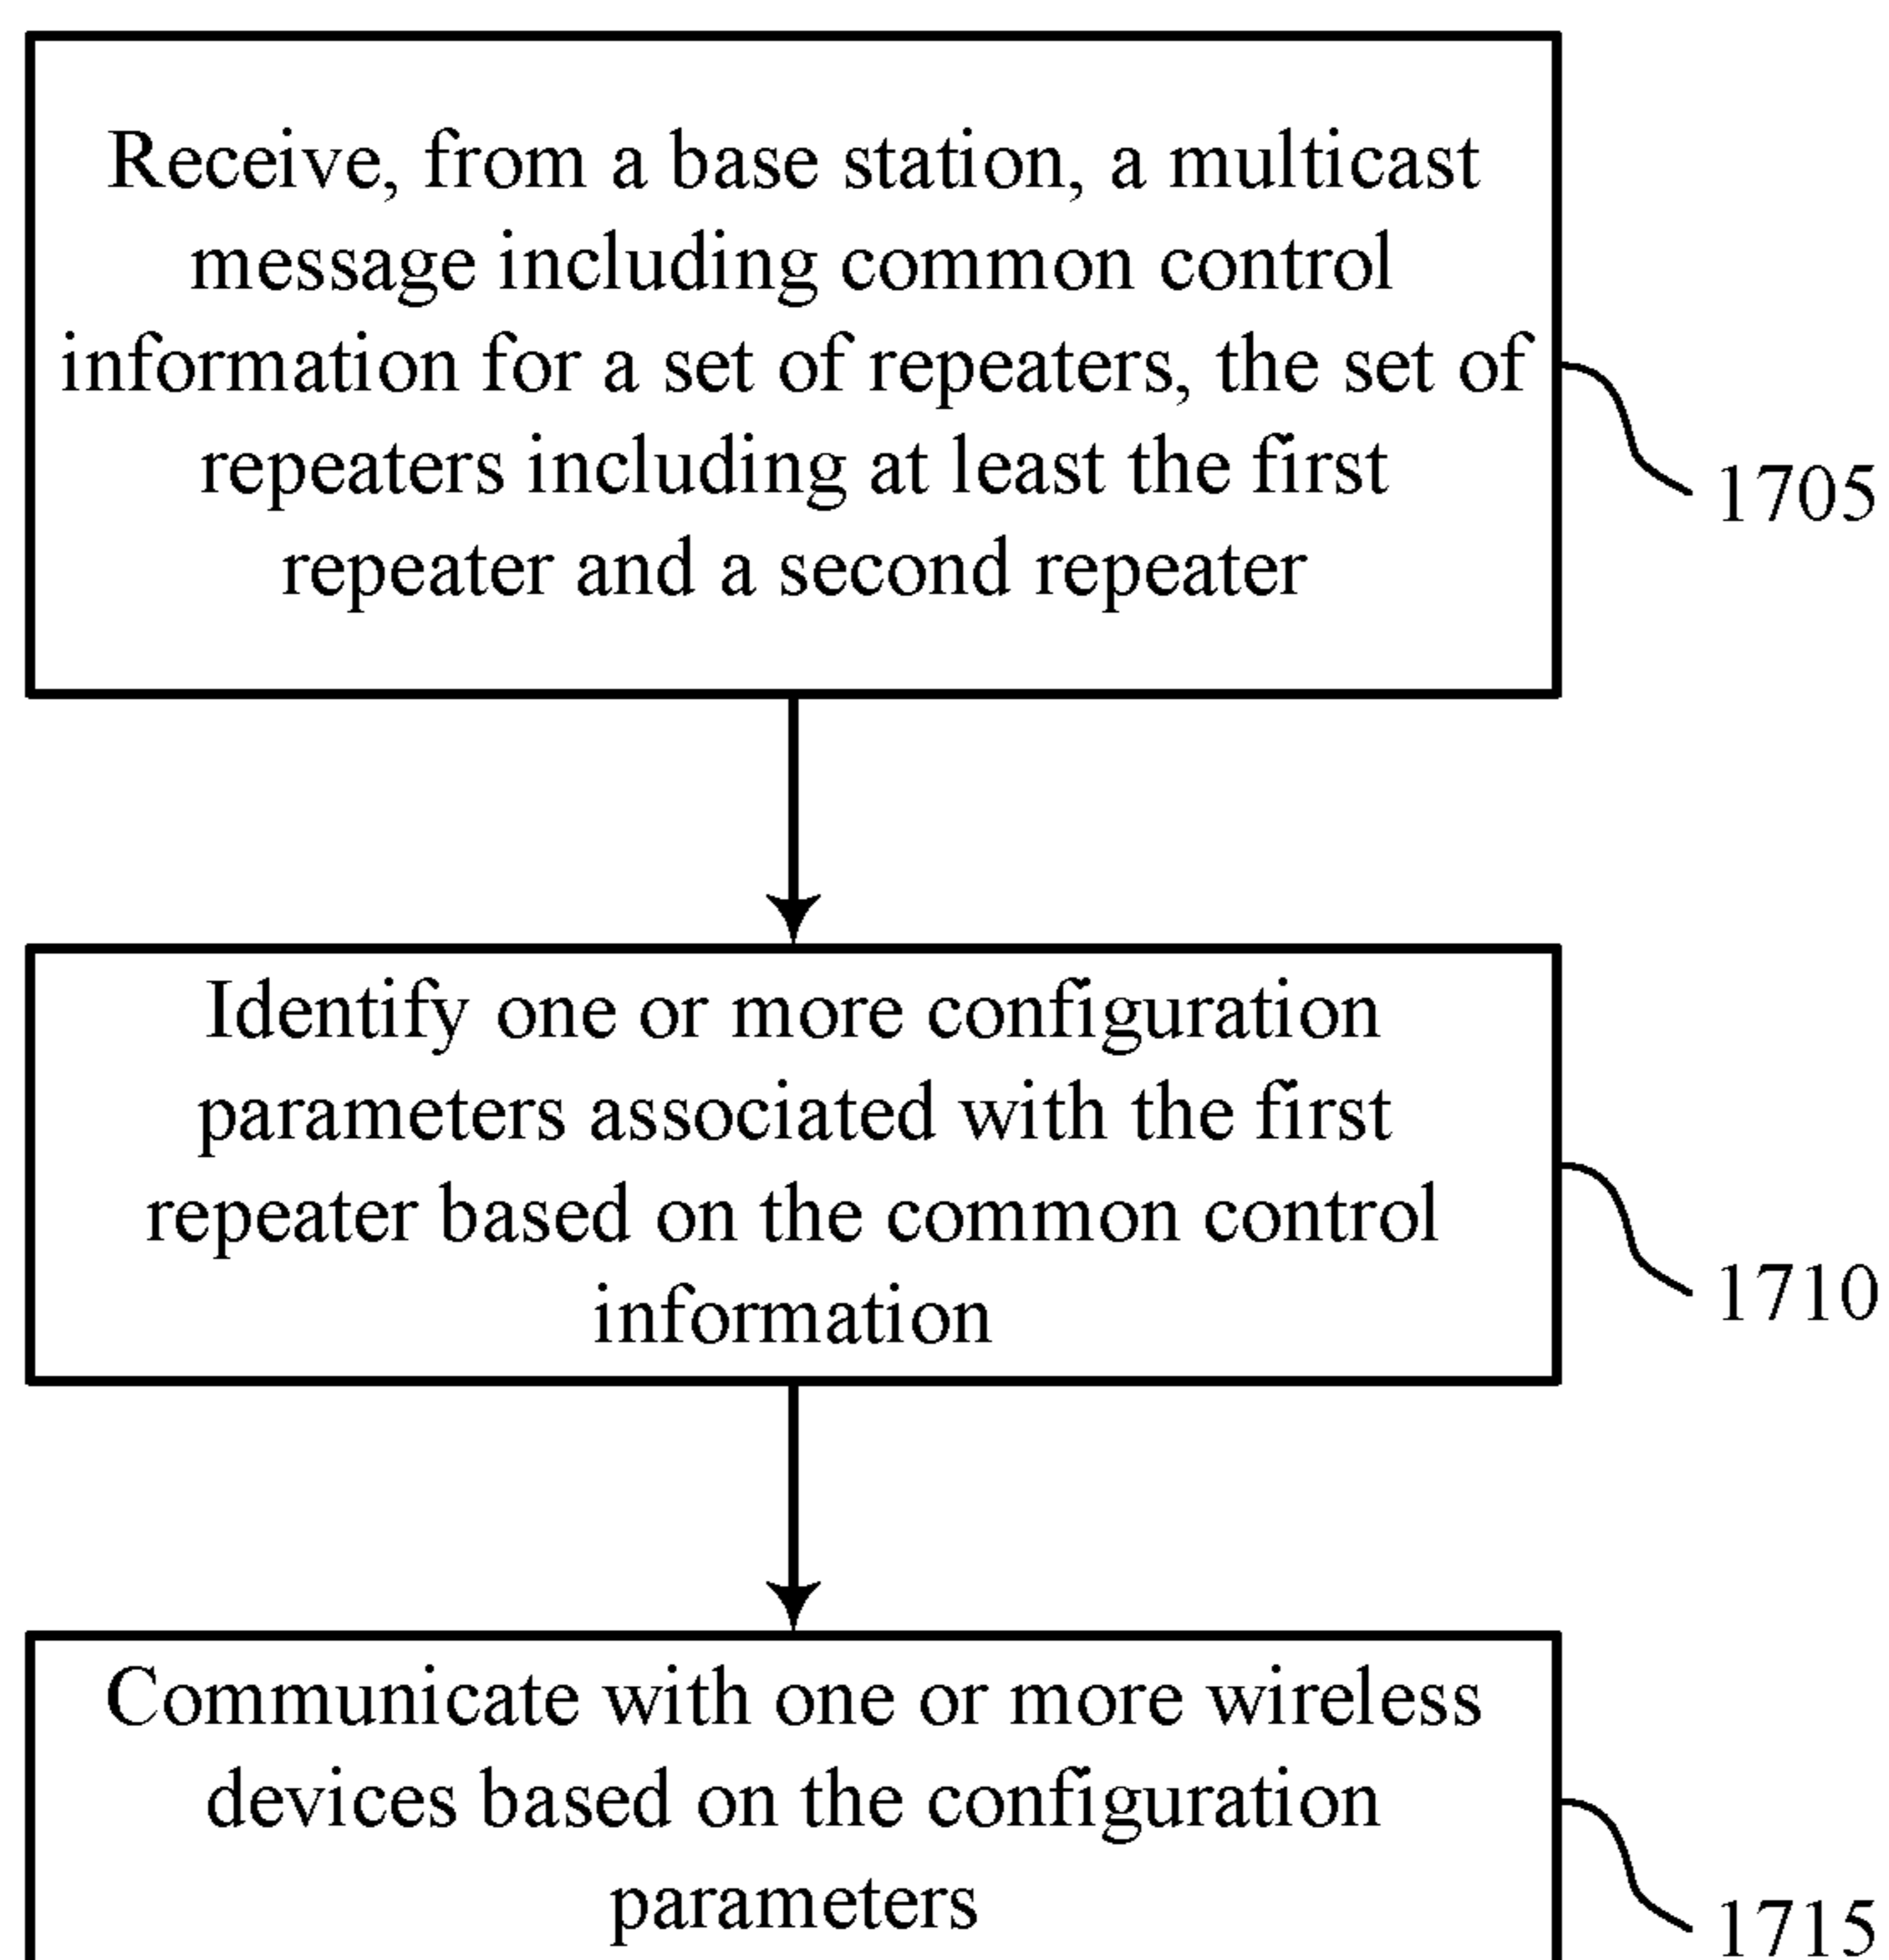 Receive, from a base station, a multicast
message including common control
information for a set of repeaters, the set of
repeaters including at least the first
repeater and a second repeater
1705
Identify one or more configuration
parameters associated with the first
repeater based on the common control
information
1710
Communicate with one or more wireless
devices based on the configuration
parameters
1715